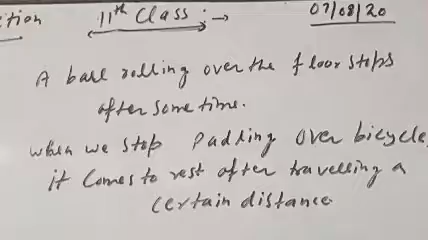 ction 11th Class :→ 07/08/20
A ball rolling over the floor stops
after some time.
when we stop padding over bicycle,
it comes to rest after travelling a
certain distance